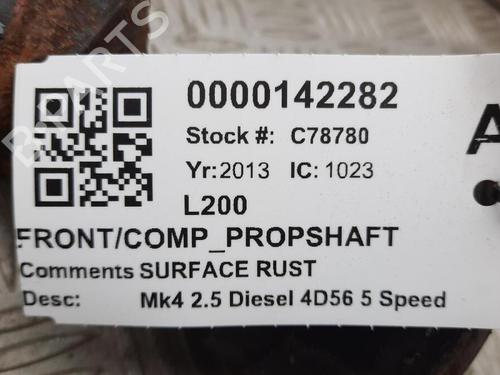 0000142282
Stock #: C78780
Yr: 2013 IC: 1023
L200
FRONT/COMP_PROPSHAFT
Comments SURFACE RUST
Desc: Mk4 2.5 Diesel 4D56 5 Speed
A
B PARTS